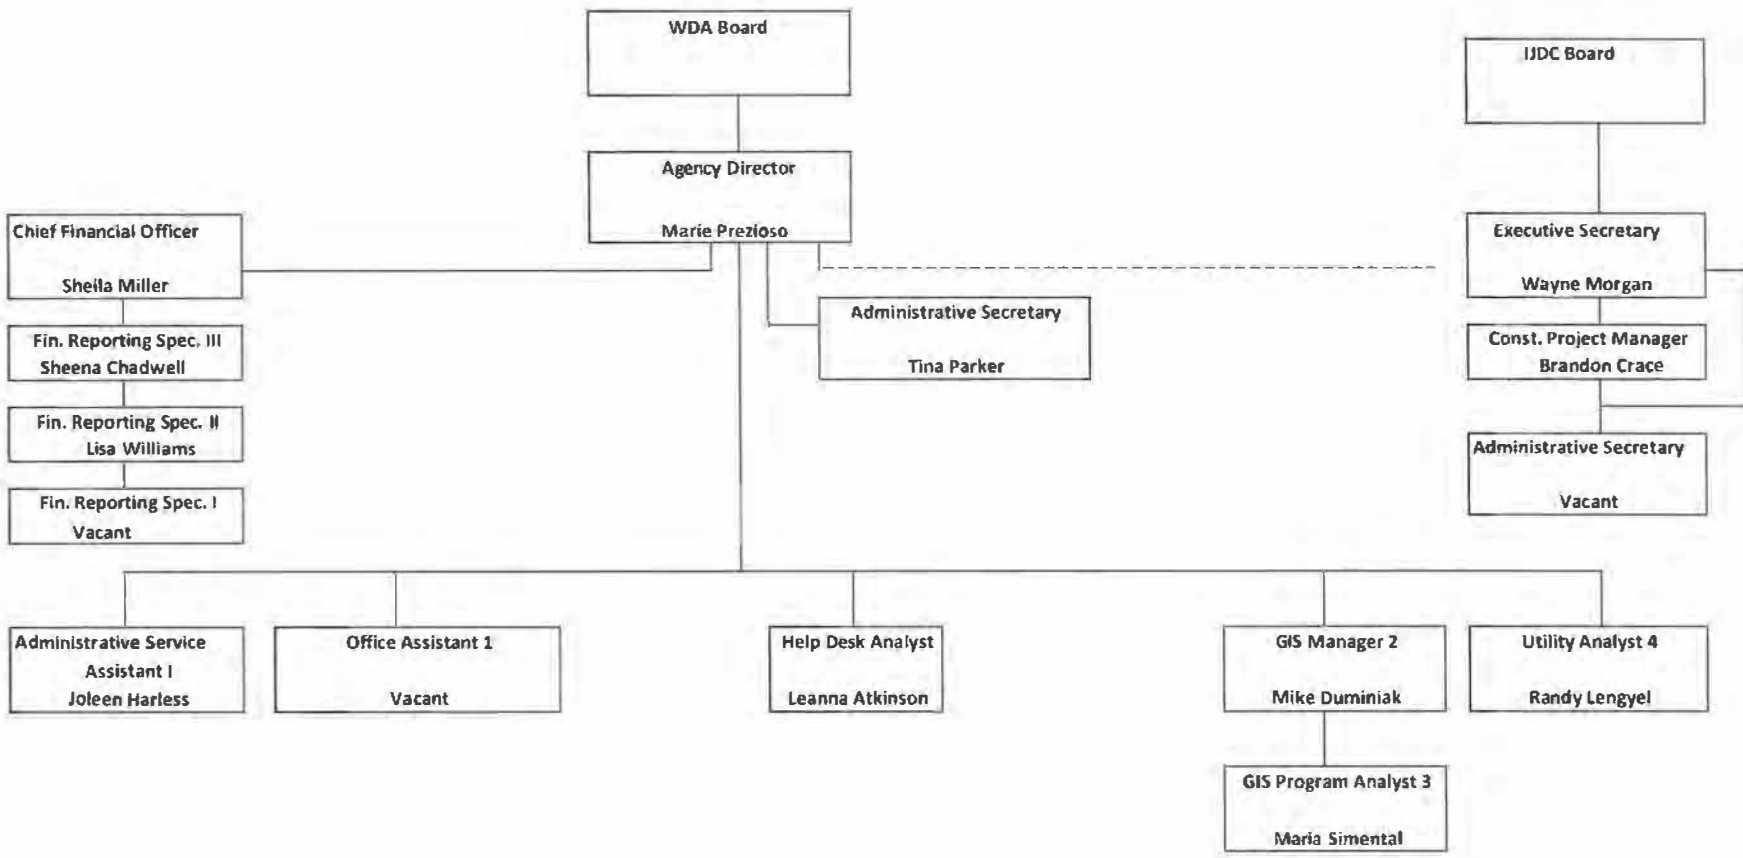 WDA Board
IJDC Board
Agency Director
Marie Prezioso
Chief Financial Officer
Sheila Miller
Executive Secretary
Wayne Morgan
Administrative Secretary
Tina Parker
Fin. Reporting Spec. III
Sheena Chadwell
Const. Project Manager
Brandon Crace
Fin. Reporting Spec. II
Lisa Williams
Administrative Secretary
Vacant
Fin. Reporting Spec. I
Vacant
Administrative Service
Assistant I
Joleen Harless
Office Assistant 1
Vacant
Help Desk Analyst
Leanna Atkinson
GIS Manager 2
Mike Duminiak
Utility Analyst 4
Randy Lengyel
GIS Program Analyst 3
Maria Simental